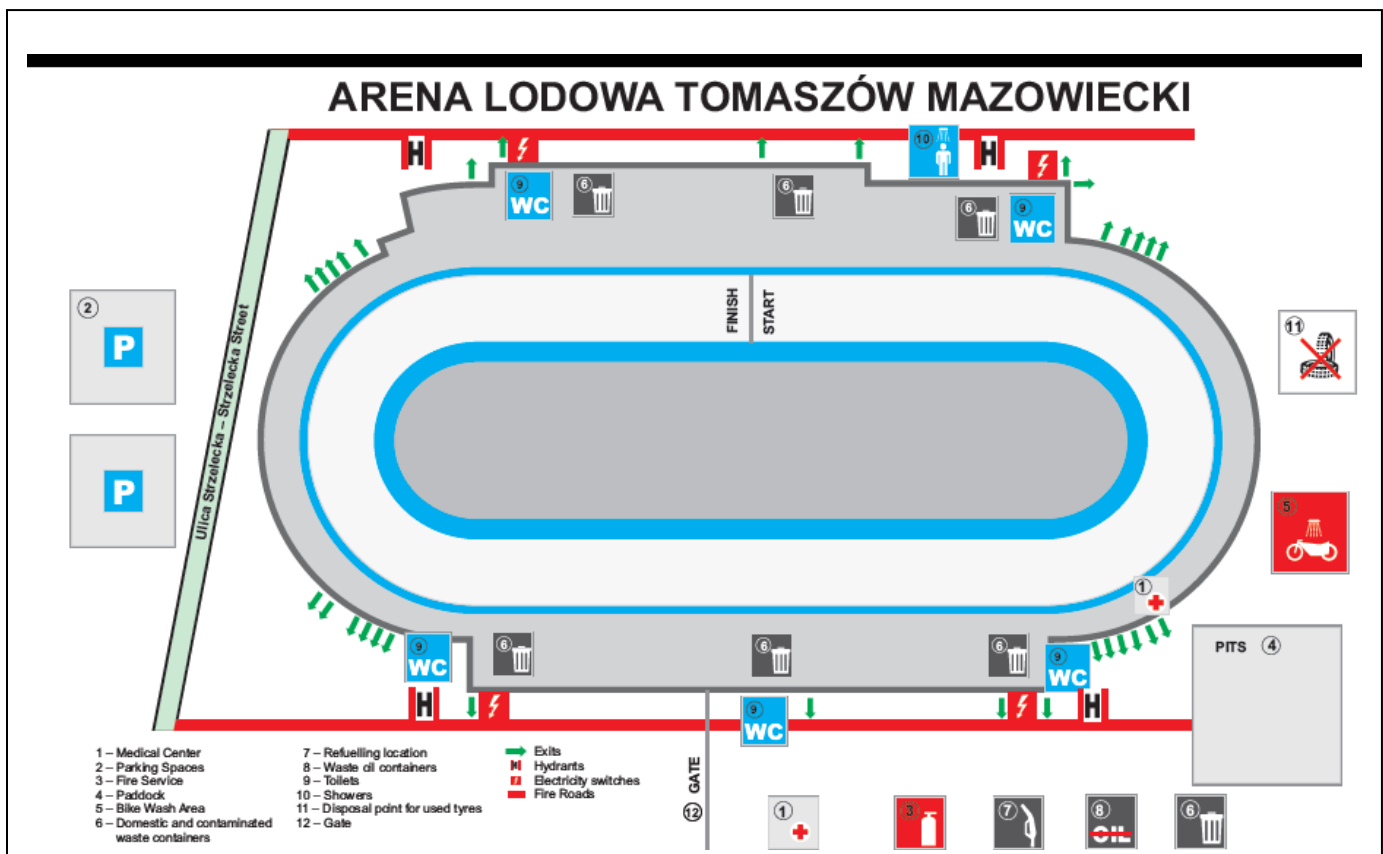 ARENA LODOWA TOMASZÓW MAZOWIECKI
H
10
H
9
WC
6
6
6
9
WC
2
P
FINISH
START
11
Ulica Strzelecka – Strzelecka Street
P
5
1
9
WC
6
6
6
9
WC
PITS 4
H
H
9
WC
1 – Medical Center
2 – Parking Spaces
3 – Fire Service
4 – Paddock
5 – Bike Wash Area
6 – Domestic and contaminated
waste containers
7 – Refuelling location
8 – Waste oil containers
9 – Toilets
10 – Showers
11 – Disposal point for used tyres
12 – Gate
Exits
H Hydrants
Electricity switches
Fire Roads
12 GATE
1
3
7
8
OIL
6